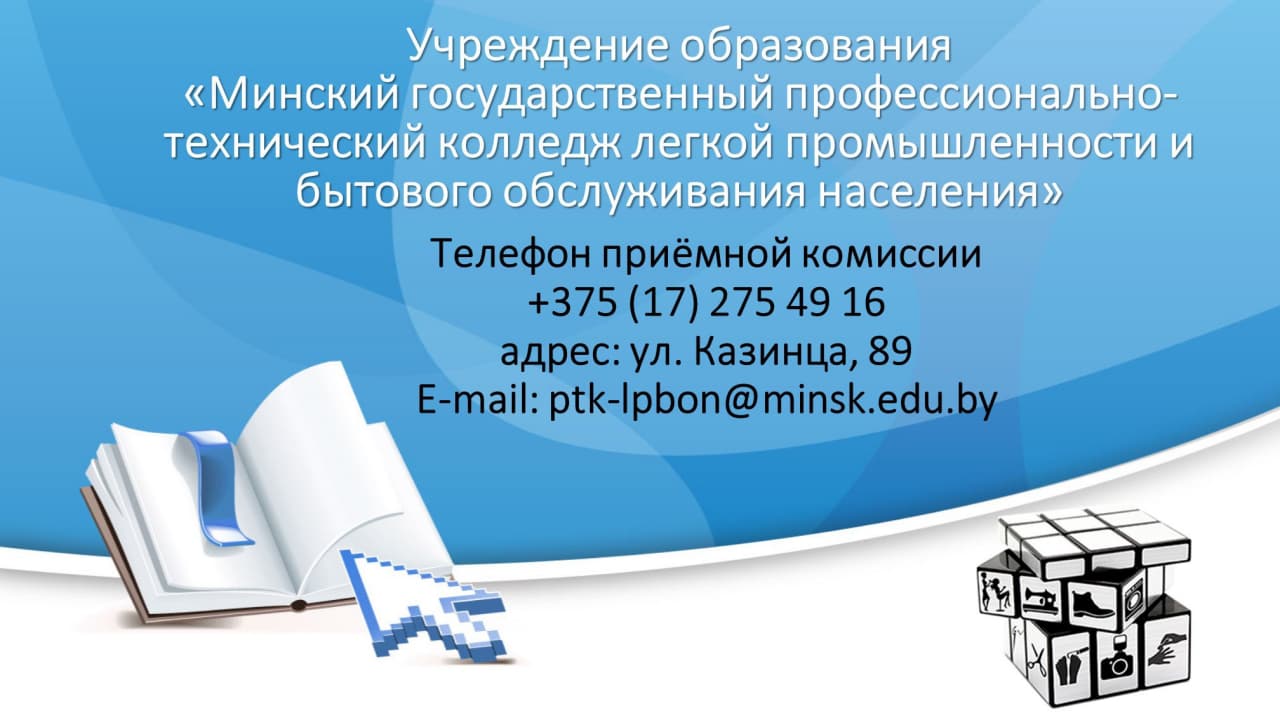 Учреждение образования
«Минский государственный профессионально-
технический колледж легкой промышленности и
бытового обслуживания населения»
Телефон приёмной комиссии
+375 (17) 275 49 16
адрес: ул. Казинца, 89
E-mail: ptk-lpbon@minsk.edu.by